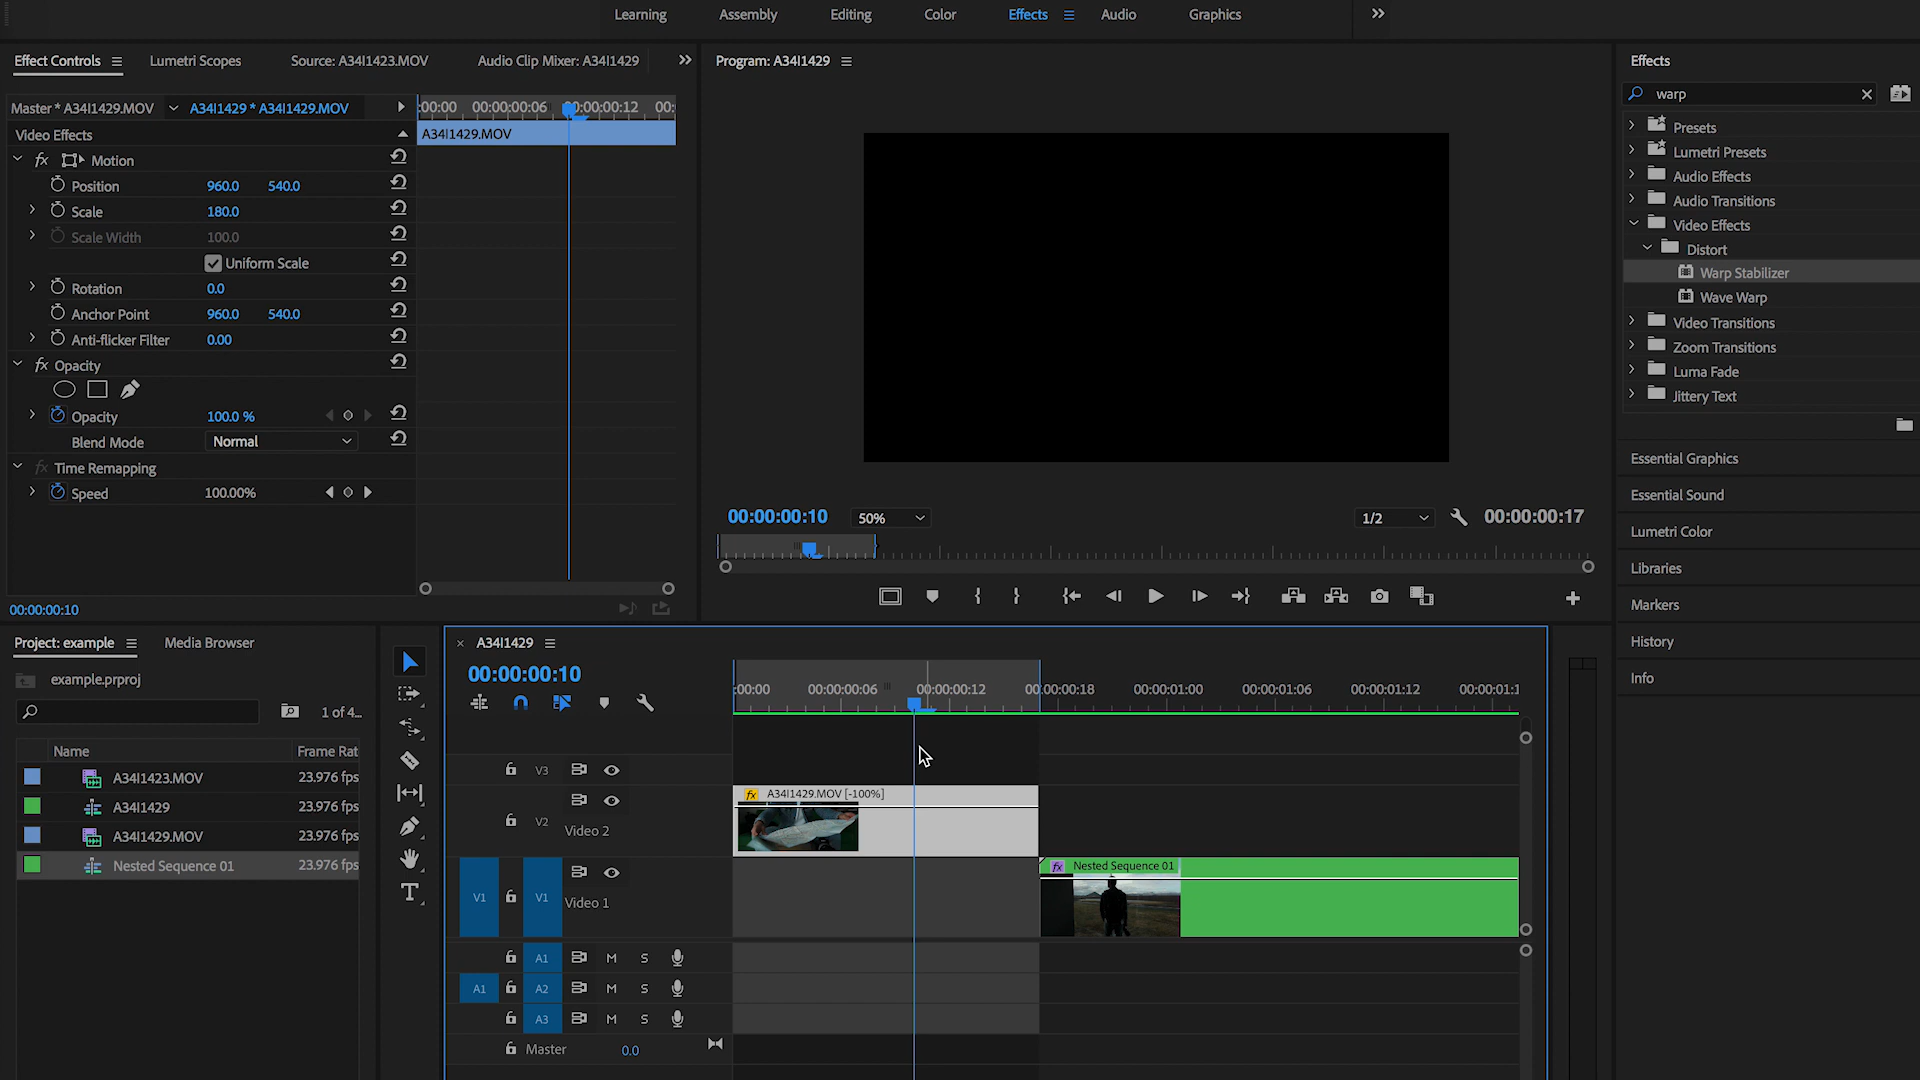 Learning Assembly Editing Color Effects Audio Graphics
Effect Controls Lumetri Scopes Source: A34I1423.MOV Audio Clip Mixer: A34I1429
Master * A34I1429.MOV A34I1429 * A34I1429.MOV
:00:00 00:00:00:06 00:00:00:12 00:
Video Effects
A34I1429.MOV
fx Motion
Position 960.0 540.0
Scale 180.0
Scale Width 100.0
Uniform Scale
Rotation 0.0
Anchor Point 960.0 540.0
Anti-flicker Filter 0.00
fx Opacity
Opacity 100.0 %
Blend Mode Normal
fx Time Remapping
Speed 100.00%
00:00:00:10
Program: A34I1429
00:00:00:10 50% 1/2 00:00:00:17
Effects
warp
Presets
Lumetri Presets
Audio Effects
Audio Transitions
Video Effects
Distort
Warp Stabilizer
Wave Warp
Video Transitions
Zoom Transitions
Luma Fade
Jittery Text
Essential Graphics
Essential Sound
Lumetri Color
Libraries
Markers
History
Info
Project: example Media Browser
example.prproj
1 of 4...
Name Frame Rat
A34I1423.MOV 23.976 fps
A34I1429 23.976 fps
A34I1429.MOV 23.976 fps
Nested Sequence 01 23.976 fps
T
× A34I1429
00:00:00:10
:00:00 00:00:00:06 00:00:00:12 00:00:00:18 00:00:01:00 00:00:01:06 00:00:01:12 00:00:01:1
V3
fx A34I1429.MOV [-100%]
V2 Video 2
fx Nested Sequence 01
V1 V1 Video 1
A1 M S
A1 A2 M S
A3 M S
Master 0.0